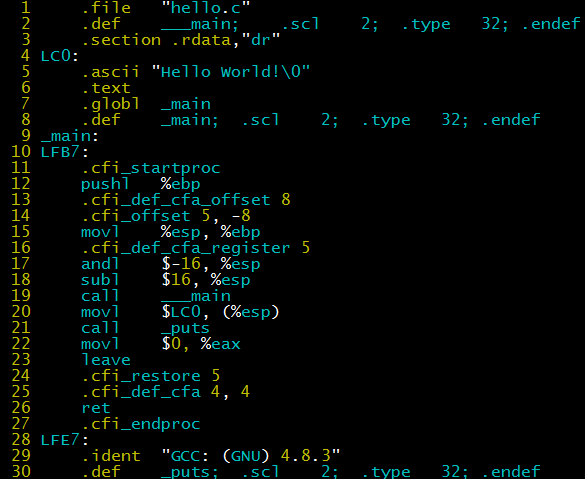 1     .file   "hello.c"
2     .def    ___main;    .scl    2;  .type   32; .endef
3     .section .rdata,"dr"
4 LC0:
5     .ascii "Hello World!\0"
6     .text
7     .globl  _main
8     .def    _main;  .scl    2;  .type   32; .endef
9 _main:
10 LFB7:
11     .cfi_startproc
12     pushl   %ebp
13     .cfi_def_cfa_offset 8
14     .cfi_offset 5, -8
15     movl    %esp, %ebp
16     .cfi_def_cfa_register 5
17     andl    $-16, %esp
18     subl    $16, %esp
19     call    ___main
20     movl    $LC0, (%esp)
21     call    _puts
22     movl    $0, %eax
23     leave
24     .cfi_restore 5
25     .cfi_def_cfa 4, 4
26     ret
27     .cfi_endproc
28 LFE7:
29     .ident  "GCC: (GNU) 4.8.3"
30     .def    _puts;  .scl    2;  .type   32; .endef